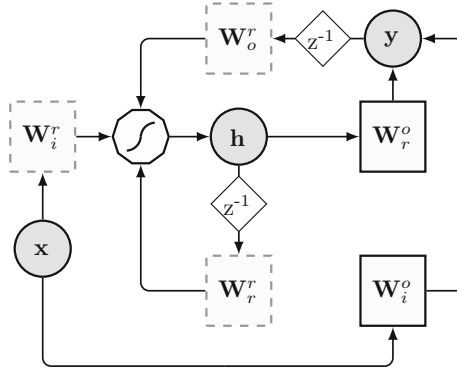 W_o^r z^{-1} y
W_i^r h W_r^o
z^{-1}
x W_r^r W_i^o